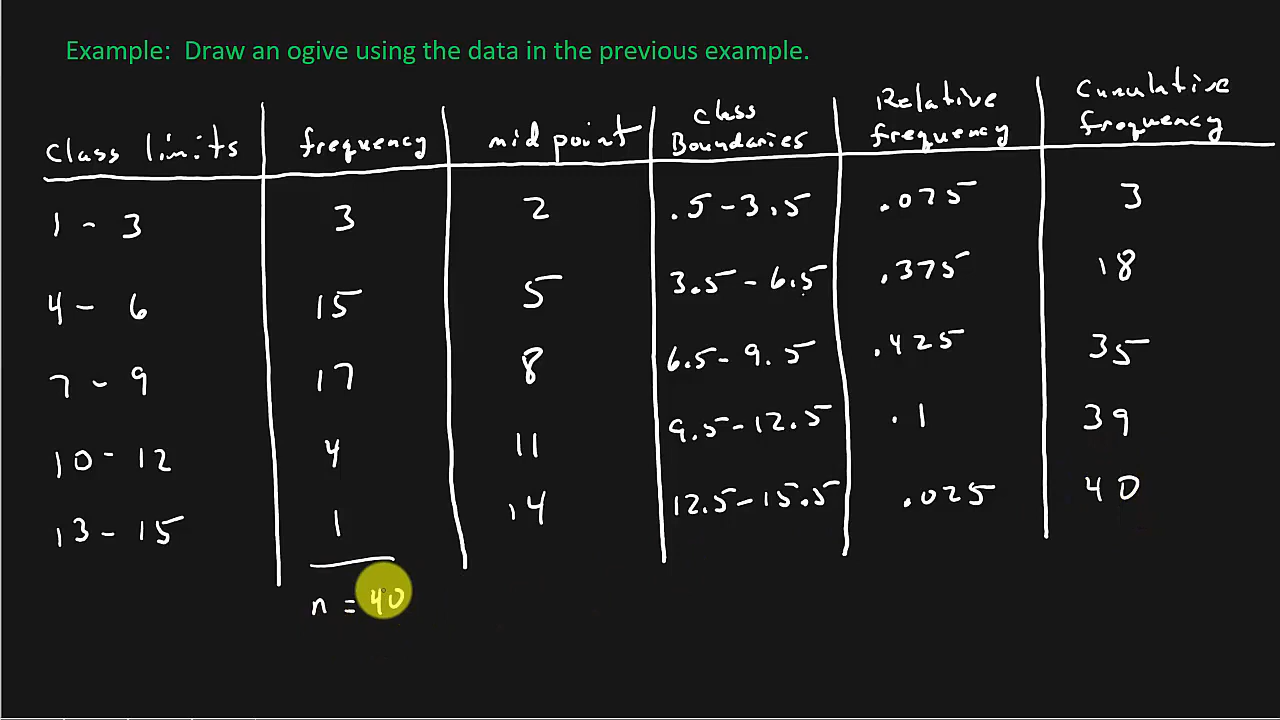 Example: Draw an ogive using the data in the previous example.
class limits frequency midpoint class Boundaries Relative frequency Cumulative frequency
1 - 3 3 2 .5 - 3.5 .075 3
4 - 6 15 5 3.5 - 6.5 .375 18
7 - 9 17 8 6.5 - 9.5 .425 35
10 - 12 4 11 9.5 - 12.5 .1 39
13 - 15 1 14 12.5 - 15.5 .025 40
n = 40